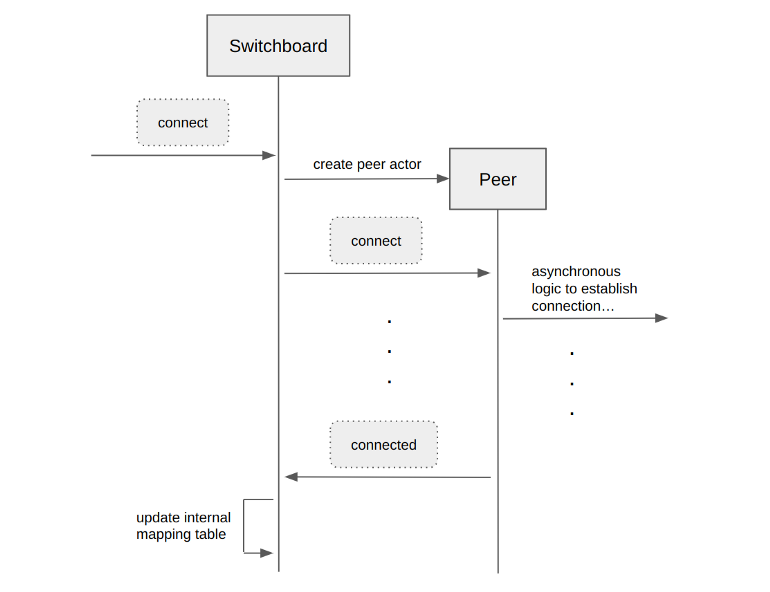 Switchboard
connect
create peer actor
Peer
connect
asynchronous
logic to establish
connection…
connected
update internal
mapping table